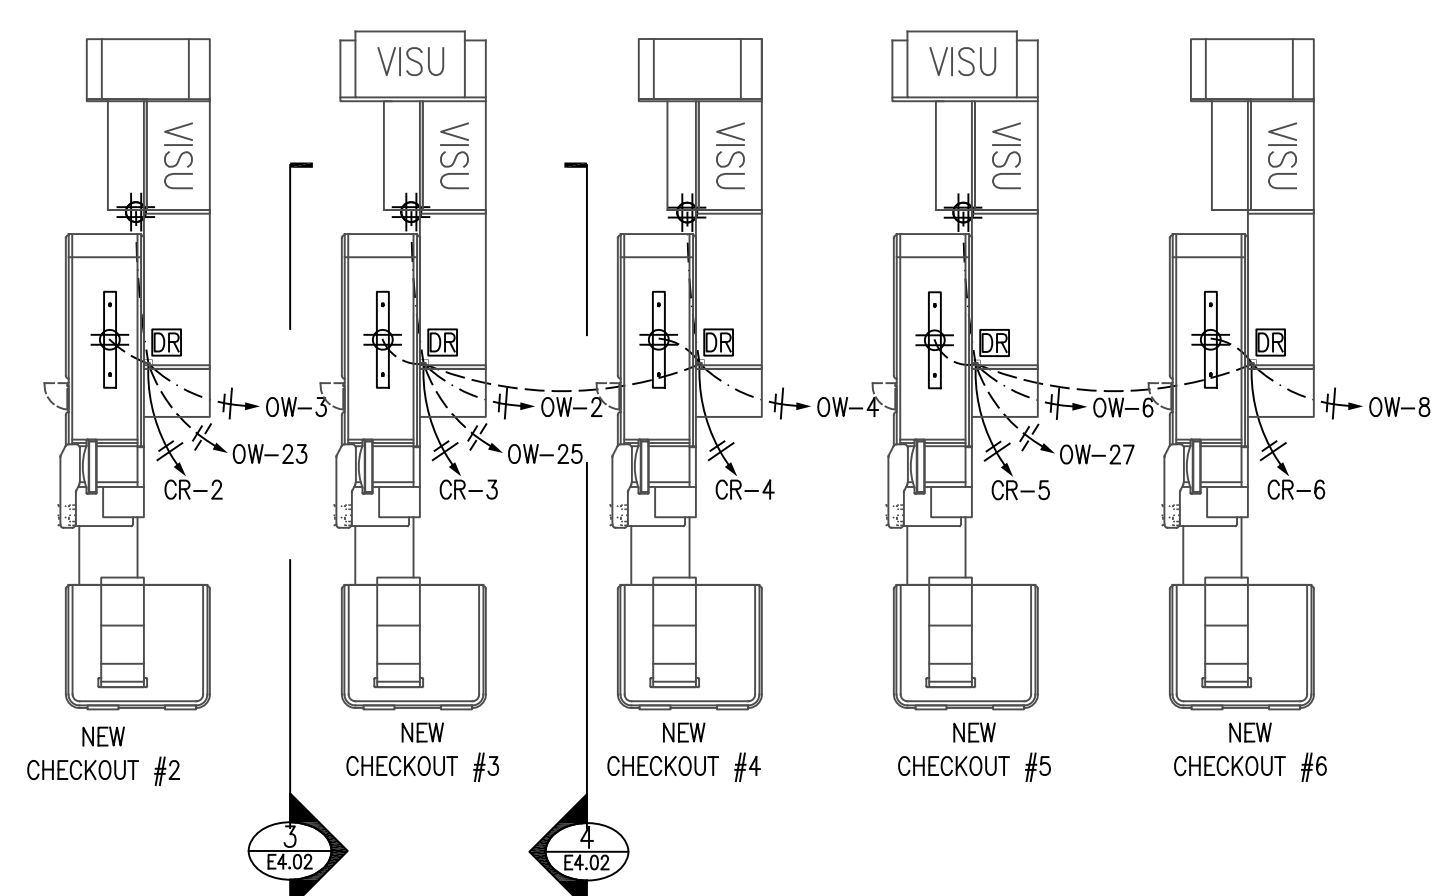 VISU
VISU
VISU
VISU
VISU
VISU
VISU
VISU
DR
DR
DR
DR
DR
OW-3
OW-2
OW-4
OW-6
OW-8
OW-23
OW-25
OW-27
CR-2
CR-3
CR-4
CR-5
CR-6
NEW
CHECKOUT #2
NEW
CHECKOUT #3
NEW
CHECKOUT #4
NEW
CHECKOUT #5
NEW
CHECKOUT #6
3
E4.02
4
E4.02